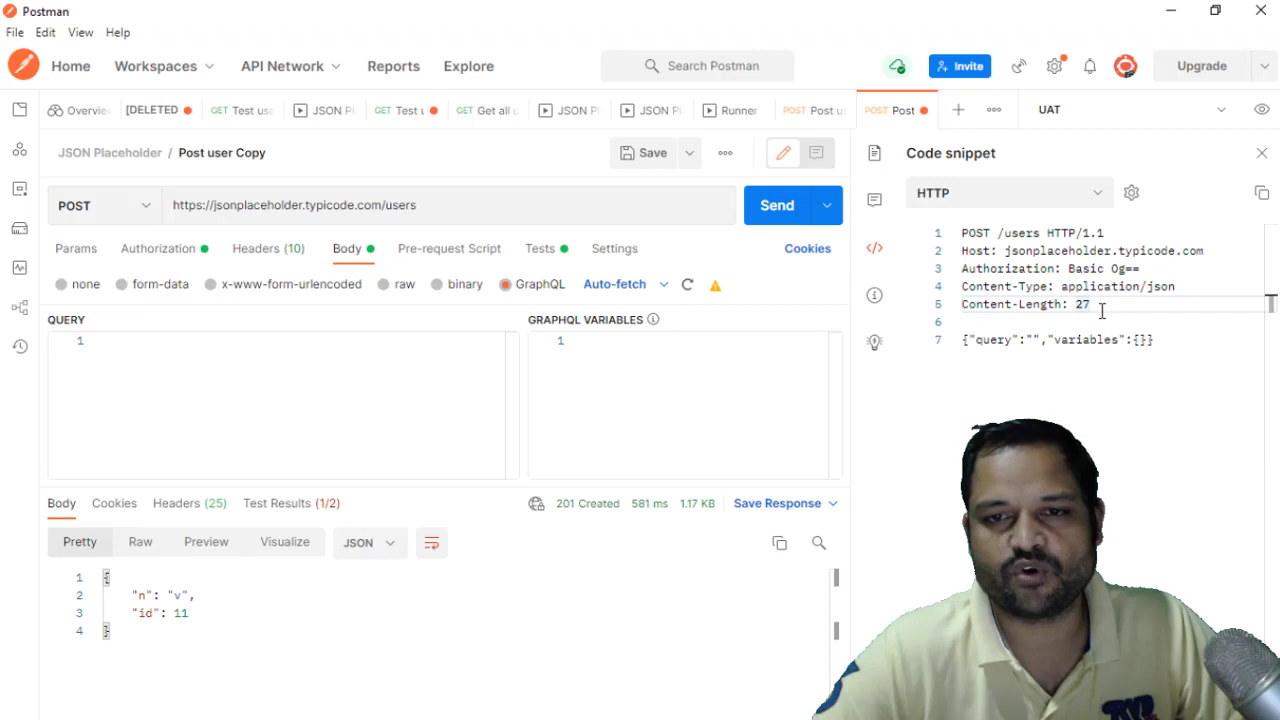 Postman
File Edit View Help
Home Workspaces API Network Reports Explore Search Postman Invite Upgrade
Overvie [DELETED GET Test use JSON Pl GET Test u GET Get all u JSON Pl JSON Pl Runner POST Post us POST Post UAT
JSON Placeholder / Post user Copy Save
Code snippet
POST https://jsonplaceholder.typicode.com/users Send
HTTP
Params Authorization Headers (10) Body Pre-request Script Tests Settings Cookies
none form-data x-www-form-urlencoded raw binary GraphQL Auto-fetch
QUERY GRAPHQL VARIABLES
1 1
1 POST /users HTTP/1.1
2 Host: jsonplaceholder.typicode.com
3 Authorization: Basic Og==
4 Content-Type: application/json
5 Content-Length: 27
6
7 {"query":"","variables":{}}
Body Cookies Headers (25) Test Results (1/2) 201 Created 581 ms 1.17 KB Save Response
Pretty Raw Preview Visualize JSON
1 {
2 "n": "v",
3 "id": 11
4 }